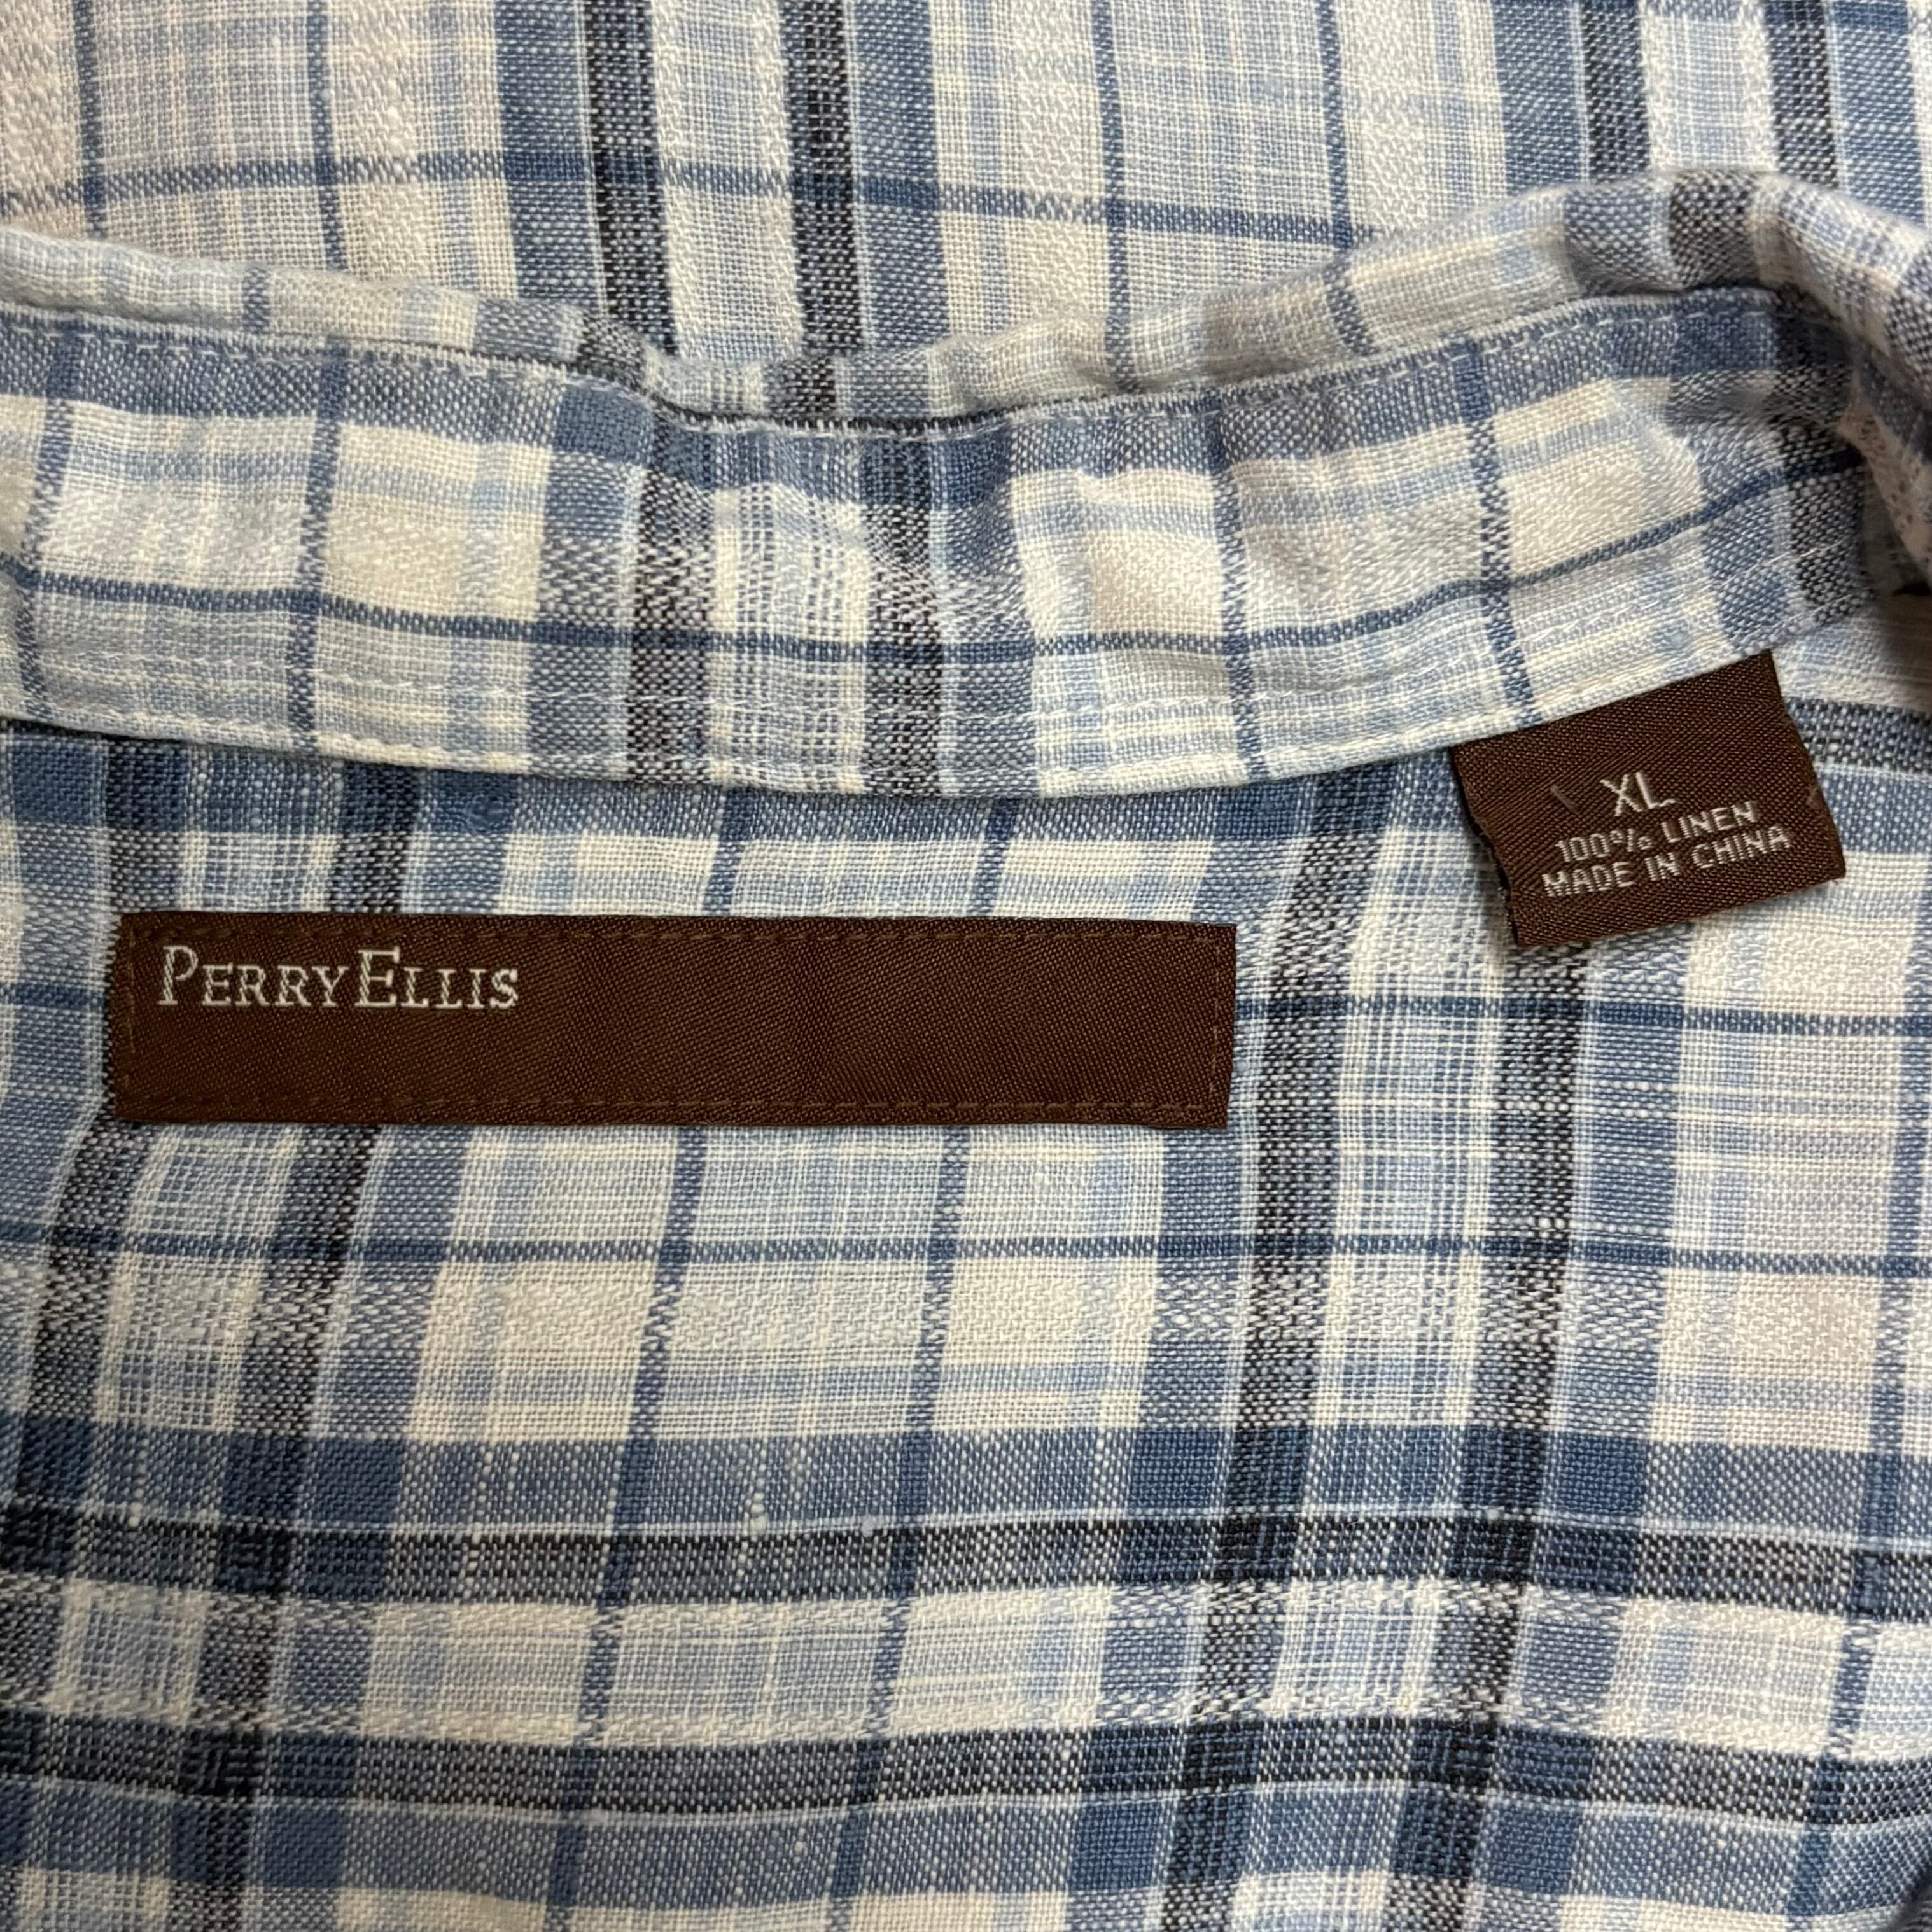 XL
100% LINEN
MADE IN CHINA
PERRY ELLIS